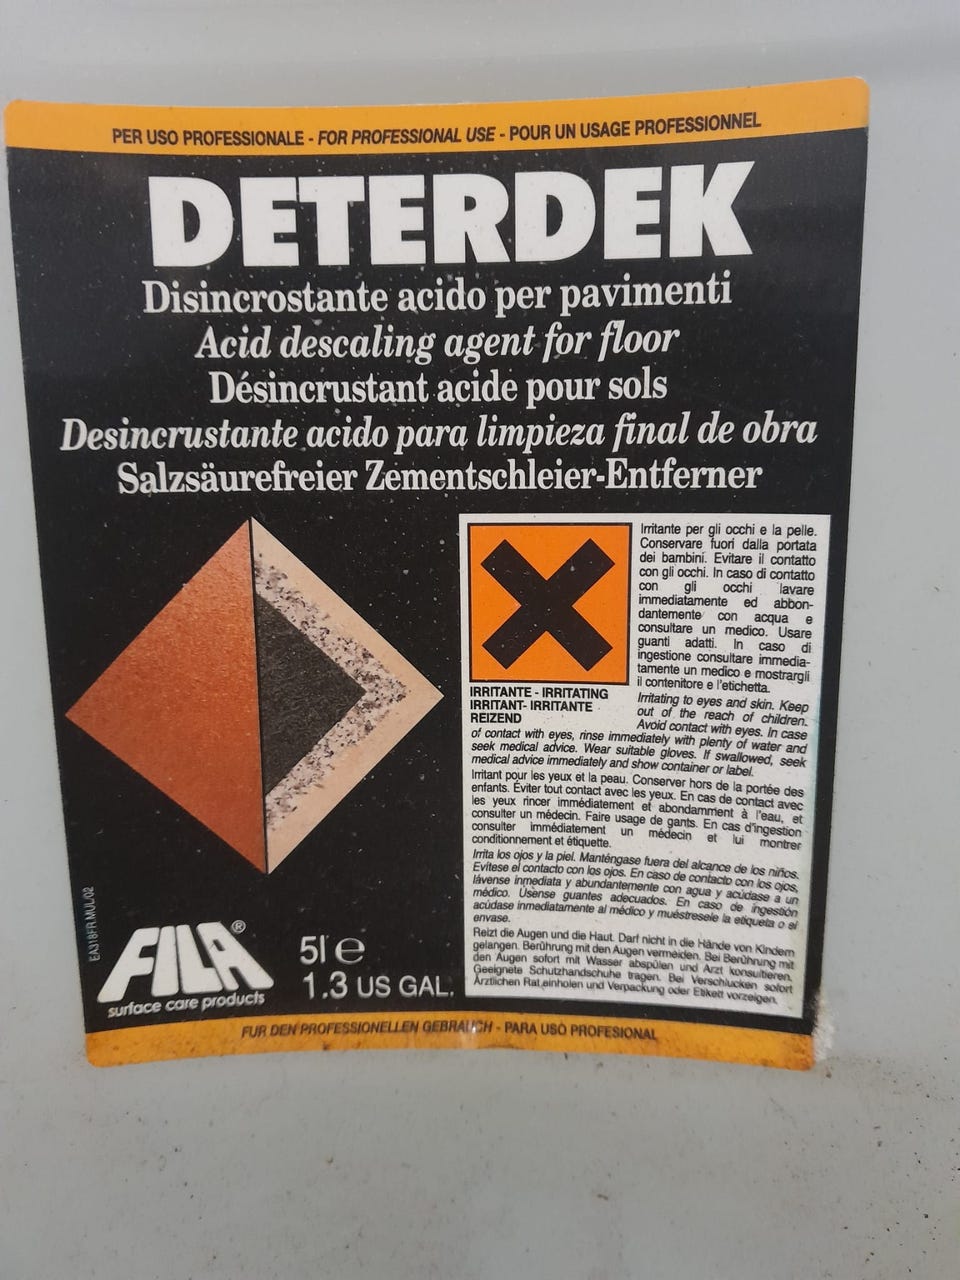 PER USO PROFESSIONALE - FOR PROFESSIONAL USE - POUR UN USAGE PROFESSIONNEL
DETERDEK
Disincrostante acido per pavimenti
Acid descaling agent for floor
Désincrustant acide pour sols
Desincrustante acido para limpieza final de obra
Salzsäurefreier Zementschleier-Entferner
IRRITANTE - IRRITATING
IRRITANT- IRRITANTE
REIZEND
Irritante per gli occhi e la pelle.
Conservare fuori dalla portata
dei bambini. Evitare il contatto
con gli occhi. In caso di contatto
con gli occhi lavare
immediatamente ed abbon-
dantemente con acqua e
consultare un medico. Usare
guanti adatti. In caso di
ingestione consultare immedia-
tamente un medico e mostrargli
il contenitore e l'etichetta.
Irritating to eyes and skin. Keep
out of the reach of children.
Avoid contact with eyes. In case
of contact with eyes, rinse immediately with plenty of water and
seek medical advice. Wear suitable gloves. If swallowed, seek
medical advice immediately and show container or label.
Irritant pour les yeux et la peau. Conserver hors de la portée des
enfants. Éviter tout contact avec les yeux. En cas de contact avec
les yeux rincer immédiatement et abondamment à l'eau, et
consulter un médecin. Faire usage de gants. En cas d'ingestion
consulter immédiatement un médecin et lui montrer
conditionnement et étiquette.
Irrita los ojos y la piel. Manténgase fuera del alcance de los niños.
Evítese el contacto con los ojos. En caso de contacto con los ojos,
lávense inmediata y abundantemente con agua y acúdase a un
médico. Úsense guantes adecuados. En caso de ingestión
acúdase inmediatamente al médico y muéstresele la etiqueta o el
envase.
Reizt die Augen und die Haut. Darf nicht in die Hände von Kindern
gelangen. Berührung mit den Augen vermeiden. Bei Berührung mit
den Augen sofort mit Wasser abspülen und Arzt konsultieren.
Geeignete Schutzhandschuhe tragen. Bei Verschlucken sofort
Ärztlichen Rat einholen und Verpackung oder Etikett vorzeigen.
EA318FR.MUL/02
FILA®
surface care products
5l e
1.3 US GAL.
FUR DEN PROFESSIONELLEN GEBRAUCH - PARA USO PROFESIONAL